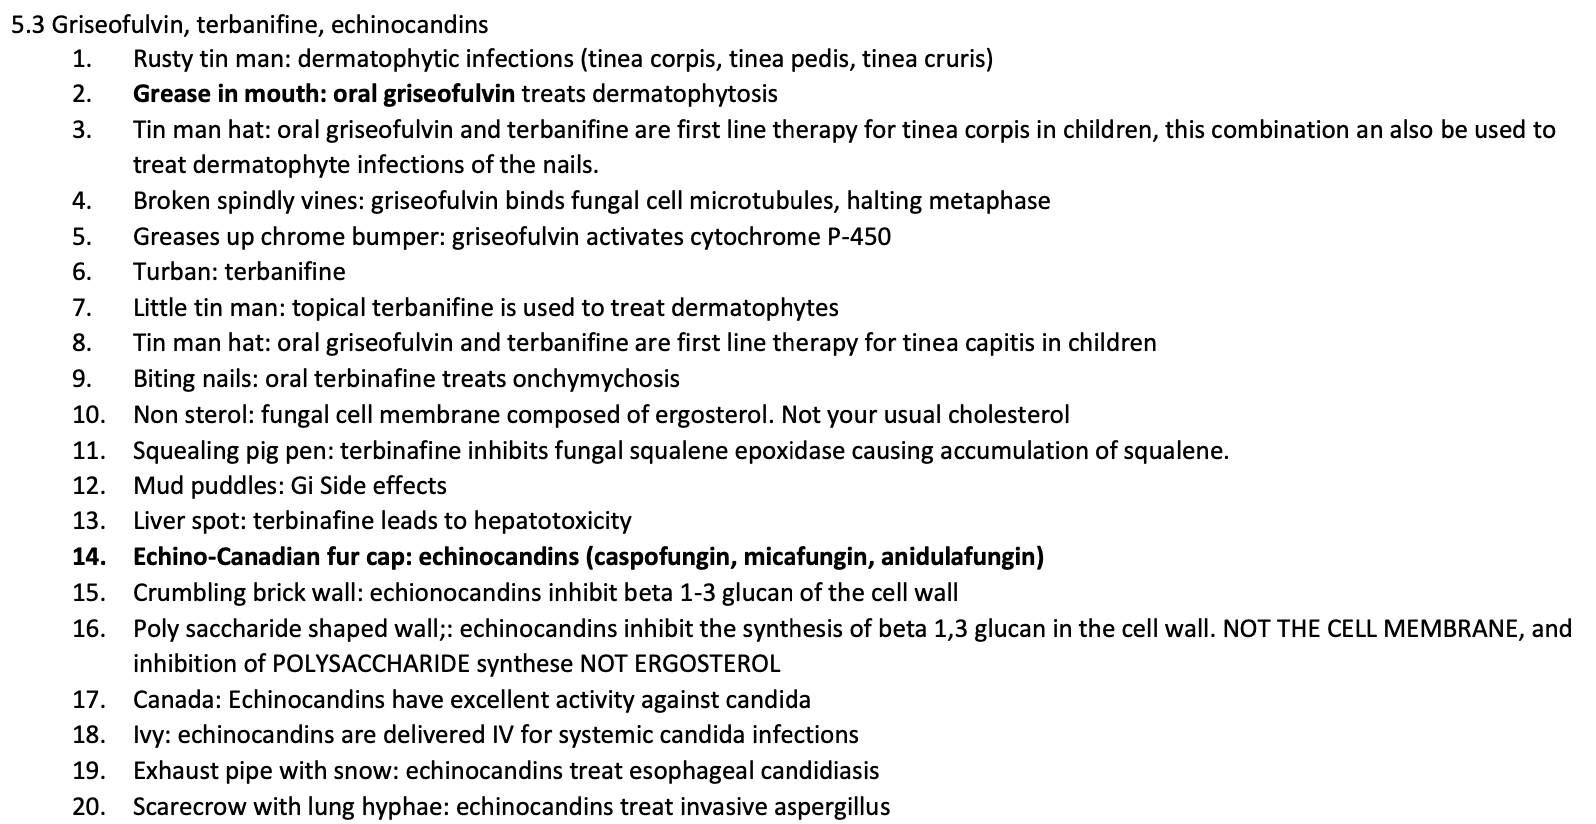 5.3 Griseofulvin, terbanifine, echinocandins
1. Rusty tin man: dermatophytic infections (tinea corpis, tinea pedis, tinea cruris)
2. Grease in mouth: oral griseofulvin treats dermatophytosis
3. Tin man hat: oral griseofulvin and terbanifine are first line therapy for tinea corpis in children, this combination an also be used to
treat dermatophyte infections of the nails.
4. Broken spindly vines: griseofulvin binds fungal cell microtubules, halting metaphase
5. Greases up chrome bumper: griseofulvin activates cytochrome P-450
6. Turban: terbanifine
7. Little tin man: topical terbanifine is used to treat dermatophytes
8. Tin man hat: oral griseofulvin and terbanifine are first line therapy for tinea capitis in children
9. Biting nails: oral terbinafine treats onchymychosis
10. Non sterol: fungal cell membrane composed of ergosterol. Not your usual cholesterol
11. Squealing pig pen: terbinafine inhibits fungal squalene epoxidase causing accumulation of squalene.
12. Mud puddles: Gi Side effects
13. Liver spot: terbinafine leads to hepatotoxicity
14. Echino-Canadian fur cap: echinocandins (caspofungin, micafungin, anidulafungin)
15. Crumbling brick wall: echionocandins inhibit beta 1-3 glucan of the cell wall
16. Poly saccharide shaped wall;: echinocandins inhibit the synthesis of beta 1,3 glucan in the cell wall. NOT THE CELL MEMBRANE, and
inhibition of POLYSACCHARIDE synthese NOT ERGOSTEROL
17. Canada: Echinocandins have excellent activity against candida
18. Ivy: echinocandins are delivered IV for systemic candida infections
19. Exhaust pipe with snow: echinocandins treat esophageal candidiasis
20. Scarecrow with lung hyphae: echinocandins treat invasive aspergillus